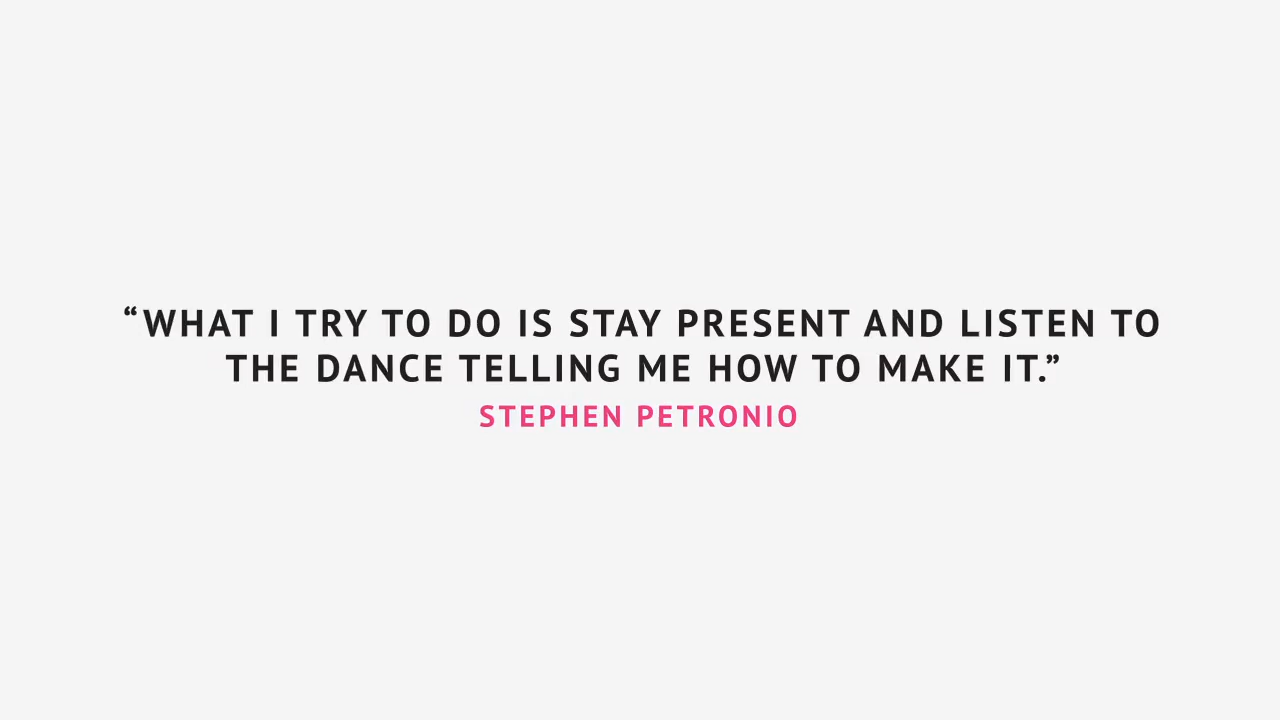 “WHAT I TRY TO DO IS STAY PRESENT AND LISTEN TO
THE DANCE TELLING ME HOW TO MAKE IT.”
STEPHEN PETRONIO